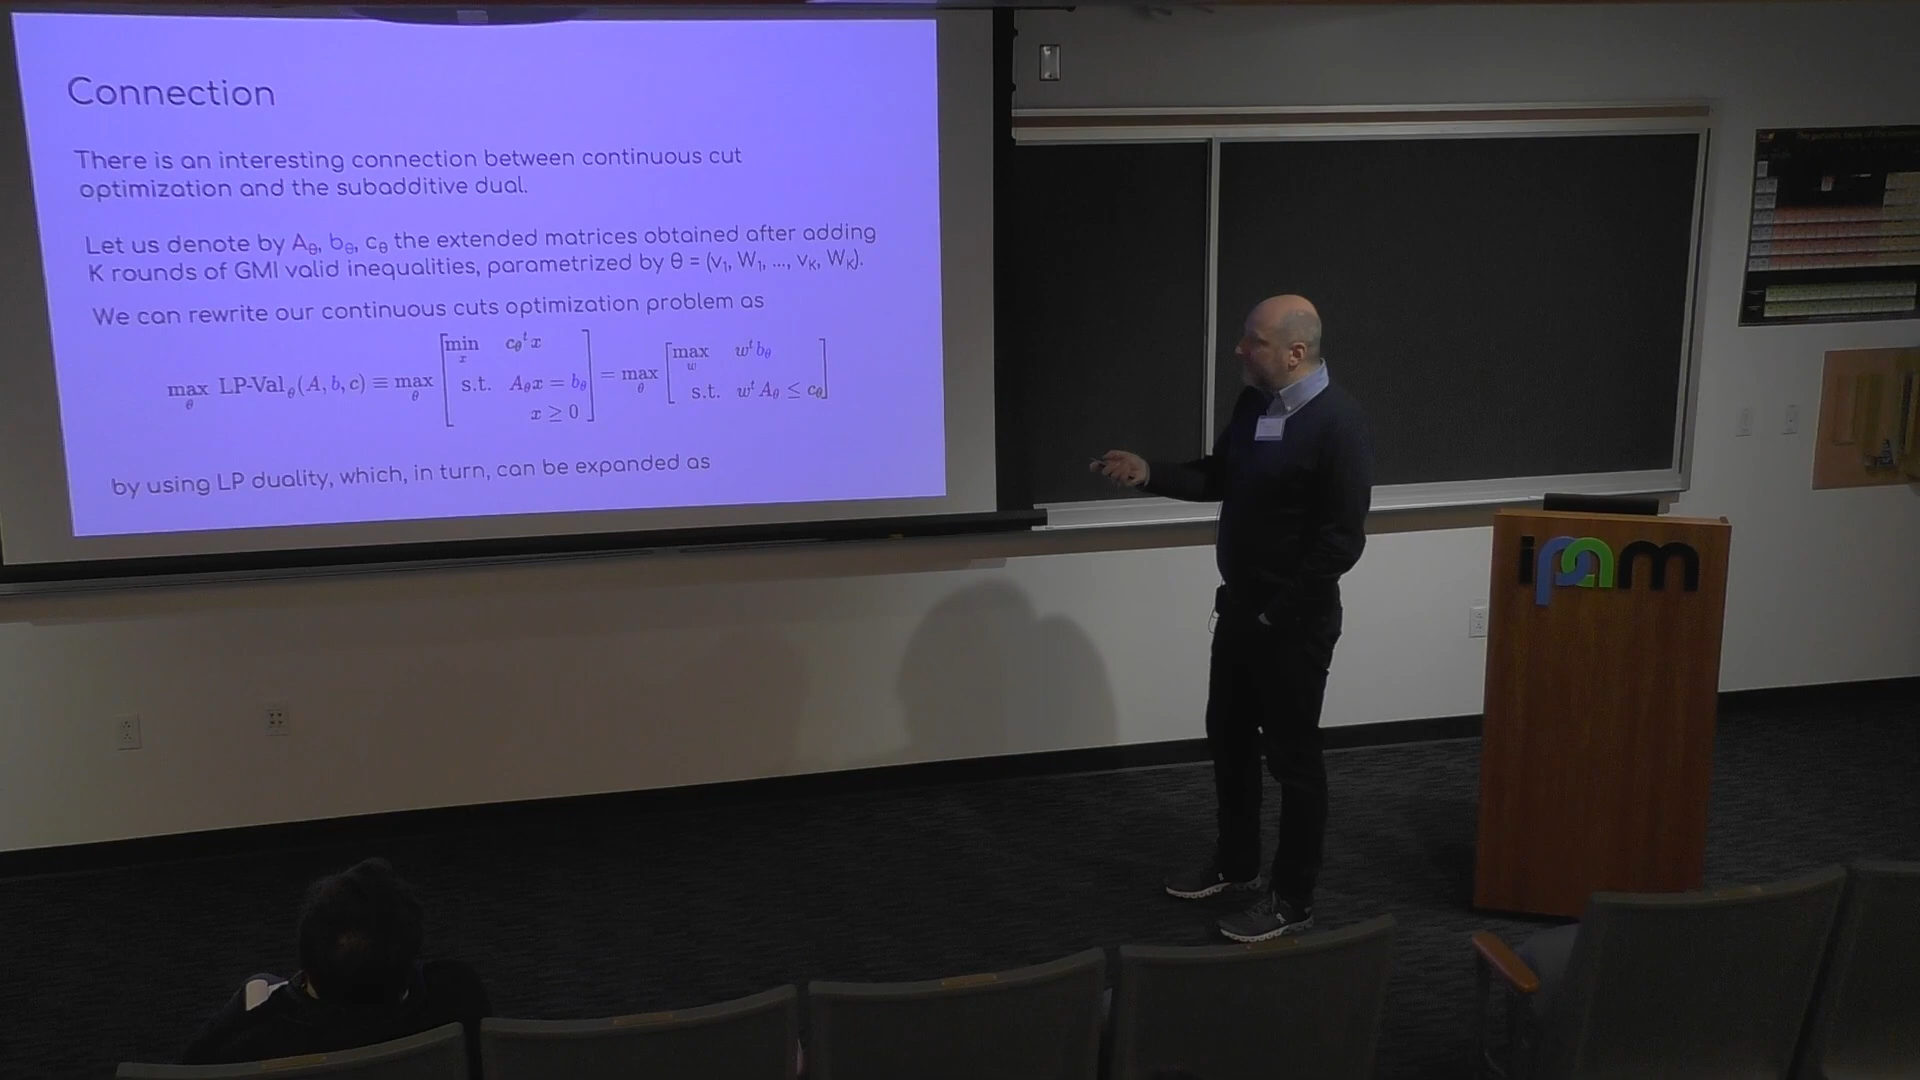 Connection
There is an interesting connection between continuous cut
optimization and the subadditive dual.
Let us denote by A_θ, b_θ, c_θ the extended matrices obtained after adding
K rounds of GMI valid inequalities, parametrized by θ = (v₁, W₁, ..., v_K, W_K).
We can rewrite our continuous cuts optimization problem as
max_θ LP-Val_θ(A, b, c) ≡ max_θ [min_x c_θ^t x s.t. A_θ x = b_θ x ≥ 0] = max_θ [max_w w^t b_θ s.t. w^t A_θ ≤ c_θ]
by using LP duality, which, in turn, can be expanded as
ipam